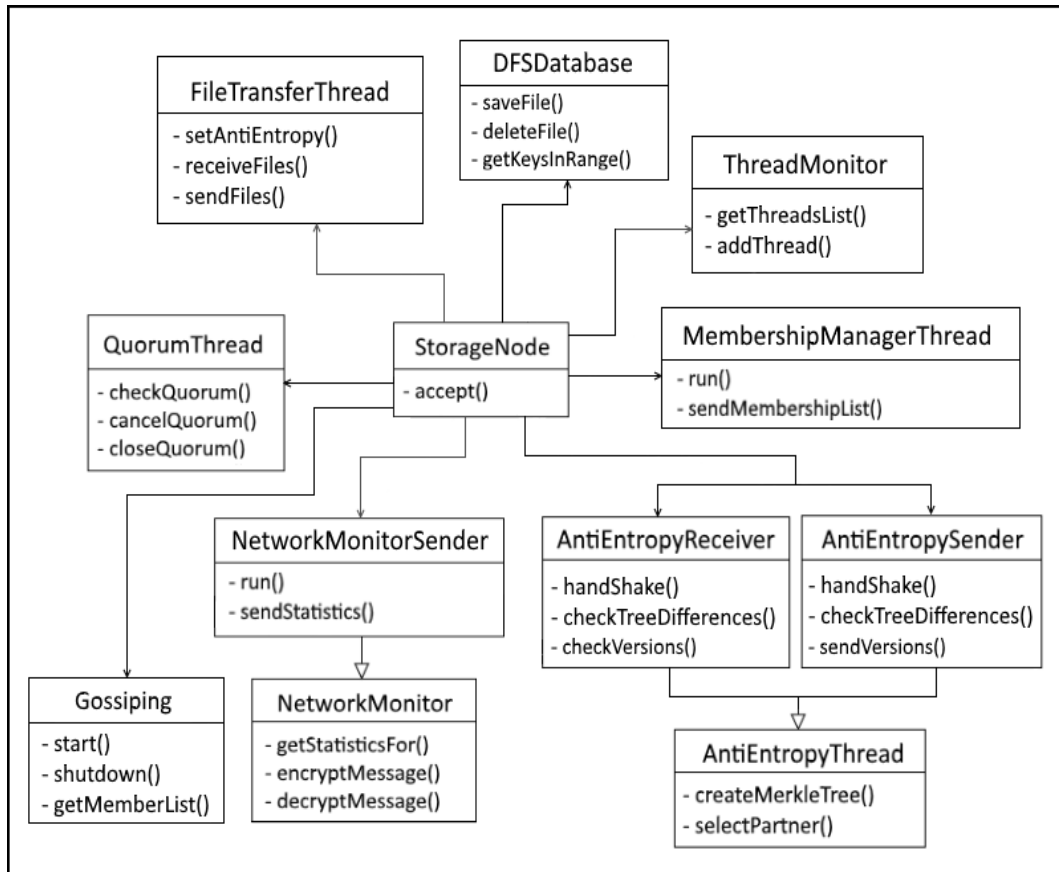 DFSDatabase
- saveFile()
- deleteFile()
- getKeysInRange()
FileTransferThread
- setAntiEntropy()
- receiveFiles()
- sendFiles()
ThreadMonitor
- getThreadsList()
- addThread()
QuorumThread
- checkQuorum()
- cancelQuorum()
- closeQuorum()
StorageNode
- accept()
MembershipManagerThread
- run()
- sendMembershipList()
NetworkMonitorSender
- run()
- sendStatistics()
AntiEntropyReceiver
- handShake()
- checkTreeDifferences()
- checkVersions()
AntiEntropySender
- handShake()
- checkTreeDifferences()
- sendVersions()
Gossiping
- start()
- shutdown()
- getMemberList()
NetworkMonitor
- getStatisticsFor()
- encryptMessage()
- decryptMessage()
AntiEntropyThread
- createMerkleTree()
- selectPartner()